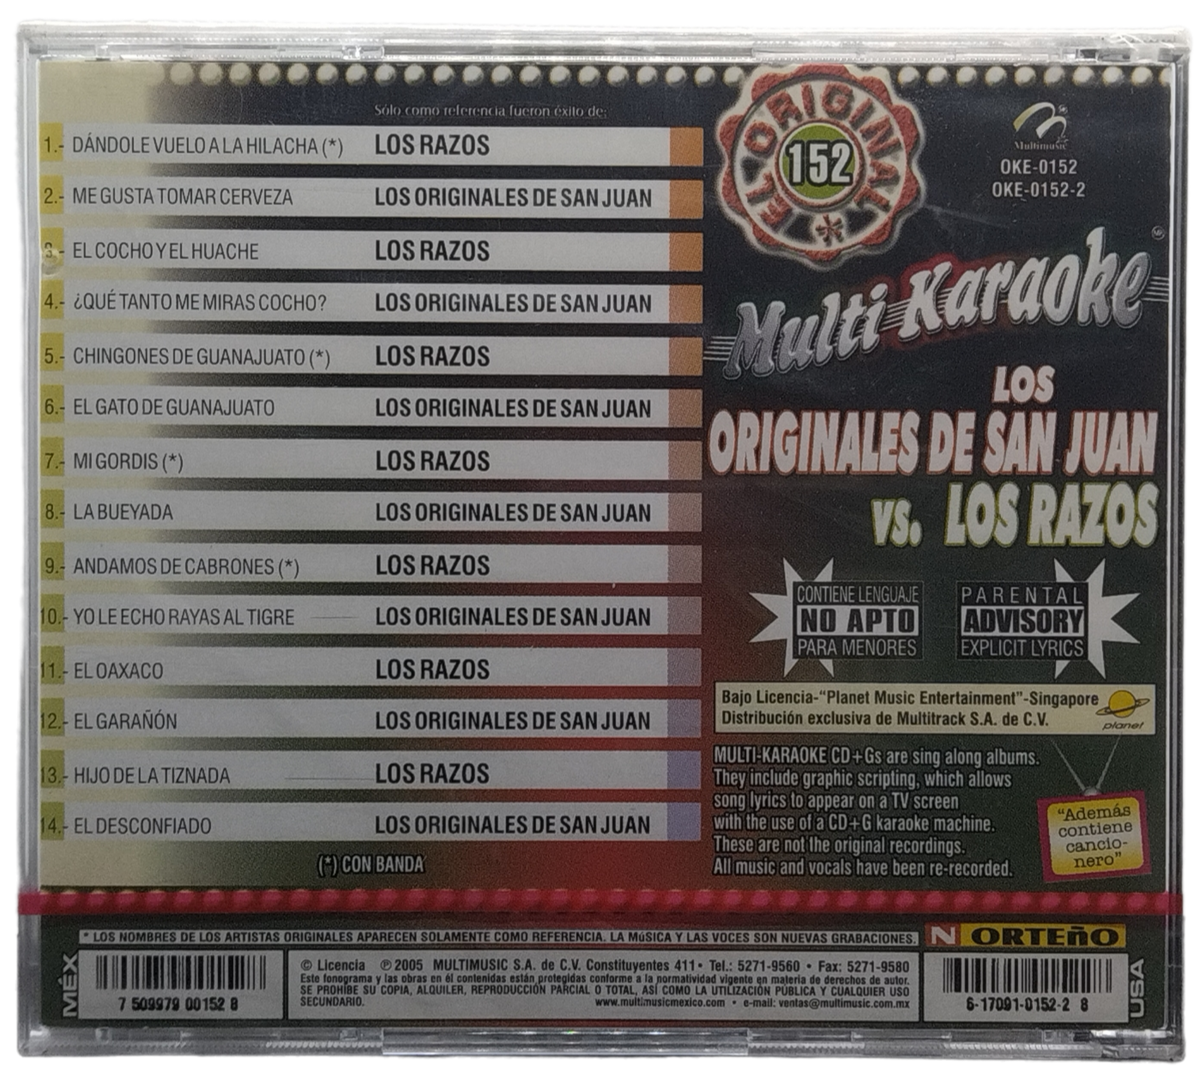 Sólo como referencia fueron éxito de:
1.- DÁNDOLE VUELO A LA HILACHA (*) LOS RAZOS
2.- ME GUSTA TOMAR CERVEZA LOS ORIGINALES DE SAN JUAN
3.- EL COCHO Y EL HUACHE LOS RAZOS
4.- ¿QUÉ TANTO ME MIRAS COCHO? LOS ORIGINALES DE SAN JUAN
5.- CHINGONES DE GUANAJUATO (*) LOS RAZOS
6.- EL GATO DE GUANAJUATO LOS ORIGINALES DE SAN JUAN
7.- MI GORDIS (*) LOS RAZOS
8.- LA BUEYADA LOS ORIGINALES DE SAN JUAN
9.- ANDAMOS DE CABRONES (*) LOS RAZOS
10.- YO LE ECHO RAYAS AL TIGRE LOS ORIGINALES DE SAN JUAN
11.- EL OAXACO LOS RAZOS
12.- EL GARAÑÓN LOS ORIGINALES DE SAN JUAN
13.- HIJO DE LA TIZNADA LOS RAZOS
14.- EL DESCONFIADO LOS ORIGINALES DE SAN JUAN
(*) CON BANDA
EL ORIGINAL
152
Multimusic
OKE-0152
OKE-0152-2
Multi Karaoke
LOS
ORIGINALES DE SAN JUAN
VS. LOS RAZOS
CONTIENE LENGUAJE
NO APTO
PARA MENORES
PARENTAL
ADVISORY
EXPLICIT LYRICS
Bajo Licencia-"Planet Music Entertainment"-Singapore
Distribución exclusiva de Multitrack S.A. de C.V.
planet
MULTI-KARAOKE CD+Gs are sing along albums.
They include graphic scripting, which allows
song lyrics to appear on a TV screen
with the use of a CD+G karaoke machine.
These are not the original recordings.
All music and vocals have been re-recorded.
"Además
contiene
cancio-
nero"
* LOS NOMBRES DE LOS ARTISTAS ORIGINALES APARECEN SOLAMENTE COMO REFERENCIA. LA MúSICA Y LAS VOCES SON NUEVAS GRABACIONES.
NORTEñO
MÉX
7 509979 00152 8
© Licencia ℗ 2005 MULTIMUSIC S.A. de C.V. Constituyentes 411 • Tel.: 5271-9560 • Fax: 5271-9580
Este fonograma y las obras en él contenidas están protegidas conforme a la normatividad vigente en materia de derechos de autor.
SE PROHIBE SU COPIA, ALQUILER, REPRODUCCIÓN PARCIAL O TOTAL, ASÍ COMO LA UTILIZACIÓN PÚBLICA Y CUALQUIER USO
SECUNDARIO. www.multimusicmexico.com • e-mail: ventas@multimusic.com.mx
6-17091-0152-2 8
USA